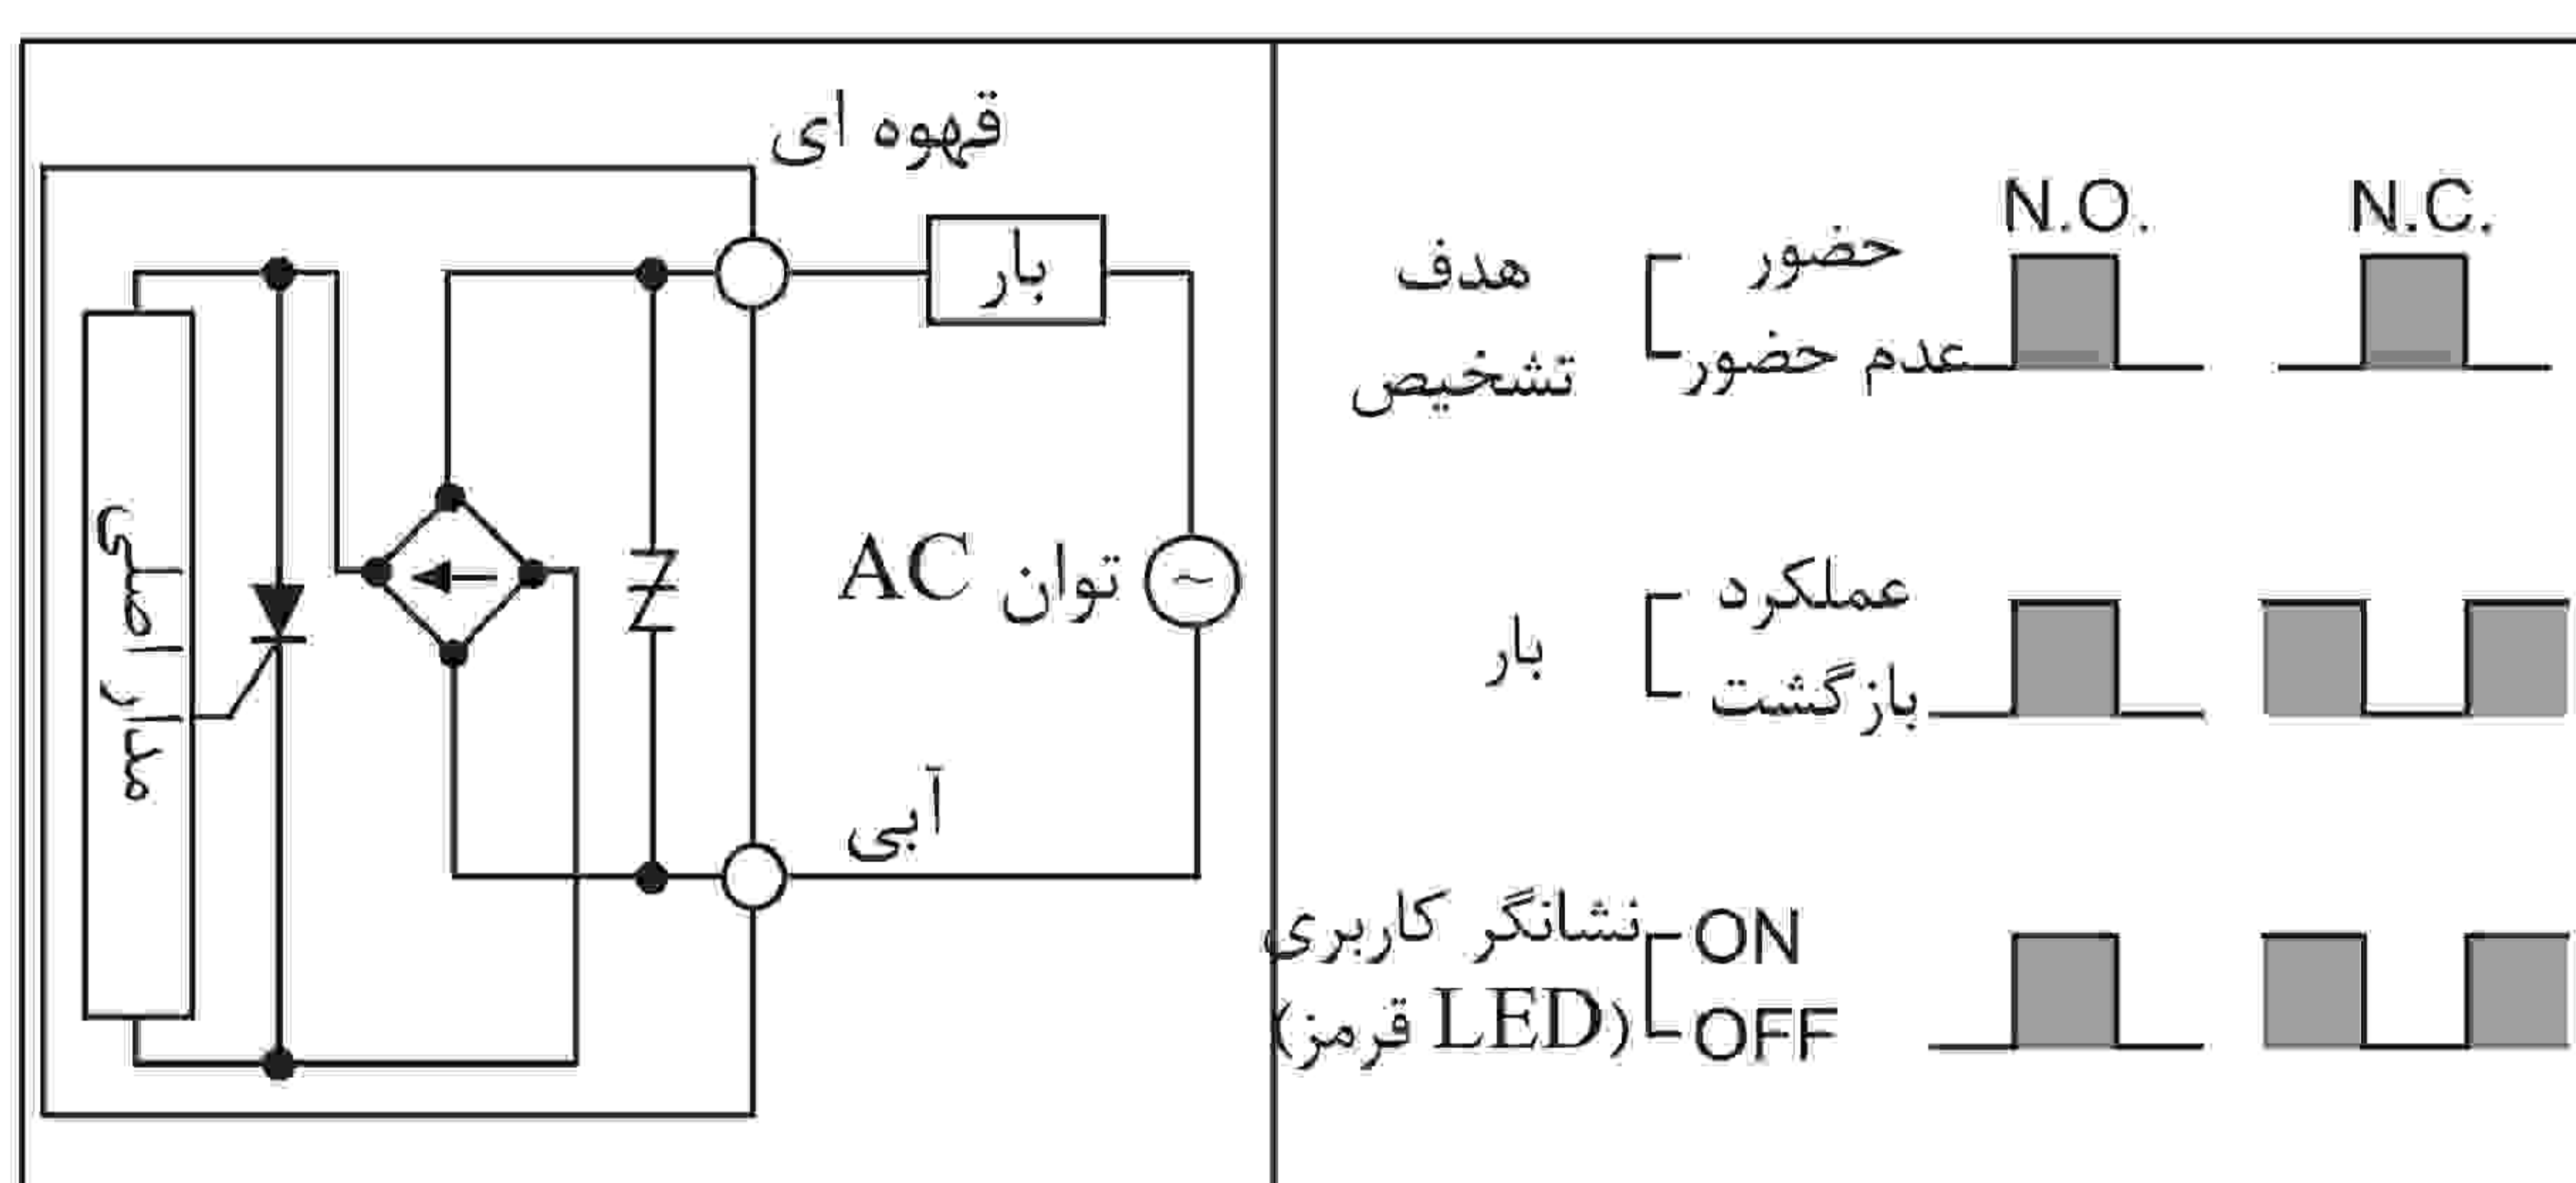 قهوه ای
بار
توان AC
آبی
مدار اصلی
N.O. N.C.
هدف
تشخیص
حضور
عدم حضور
بار
عملکرد
بازگشت
نشانگر کاربری
(LED قرمز)
ON
OFF